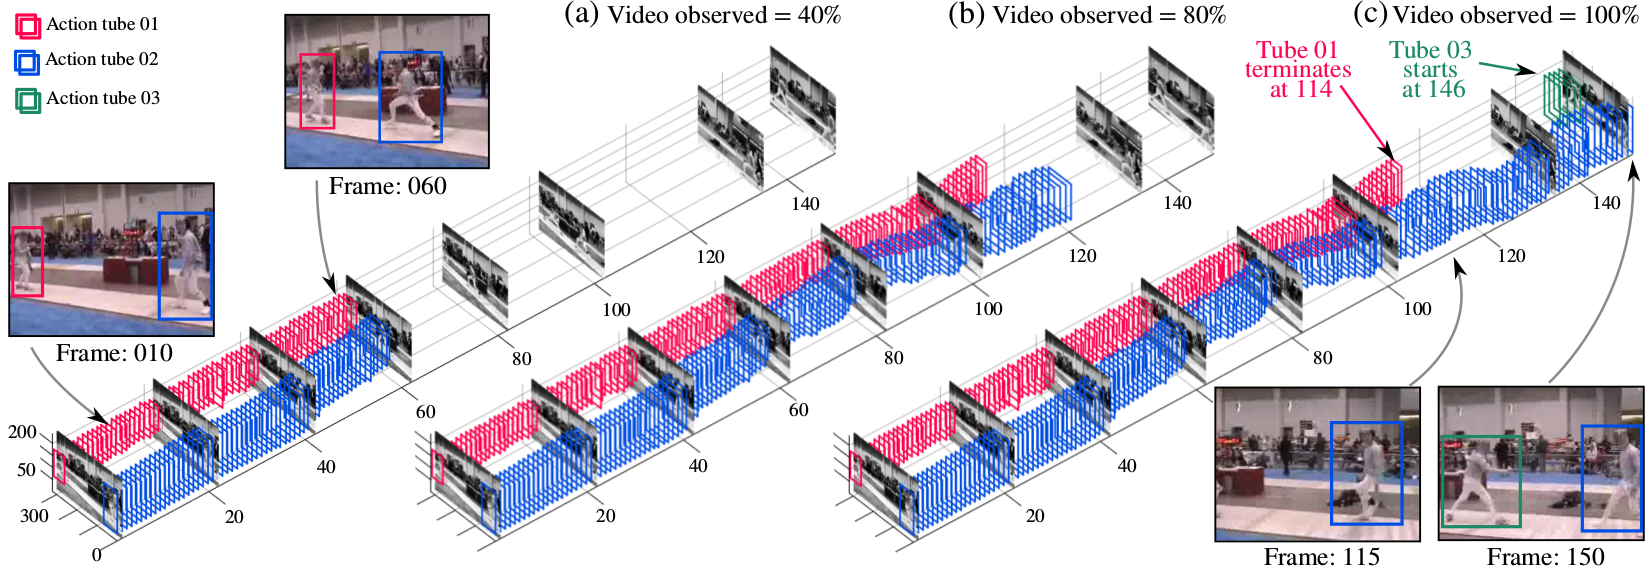 Action tube 01
Action tube 02
Action tube 03
(a) Video observed = 40%
(b) Video observed = 80%
(c) Video observed = 100%
Tube 01
terminates
at 114
Tube 03
starts
at 146
Frame: 060
Frame: 010
200
50
300
0
20
40
60
80
100
120
140
20
40
60
80
100
120
140
20
40
80
100
120
140
Frame: 115
Frame: 150